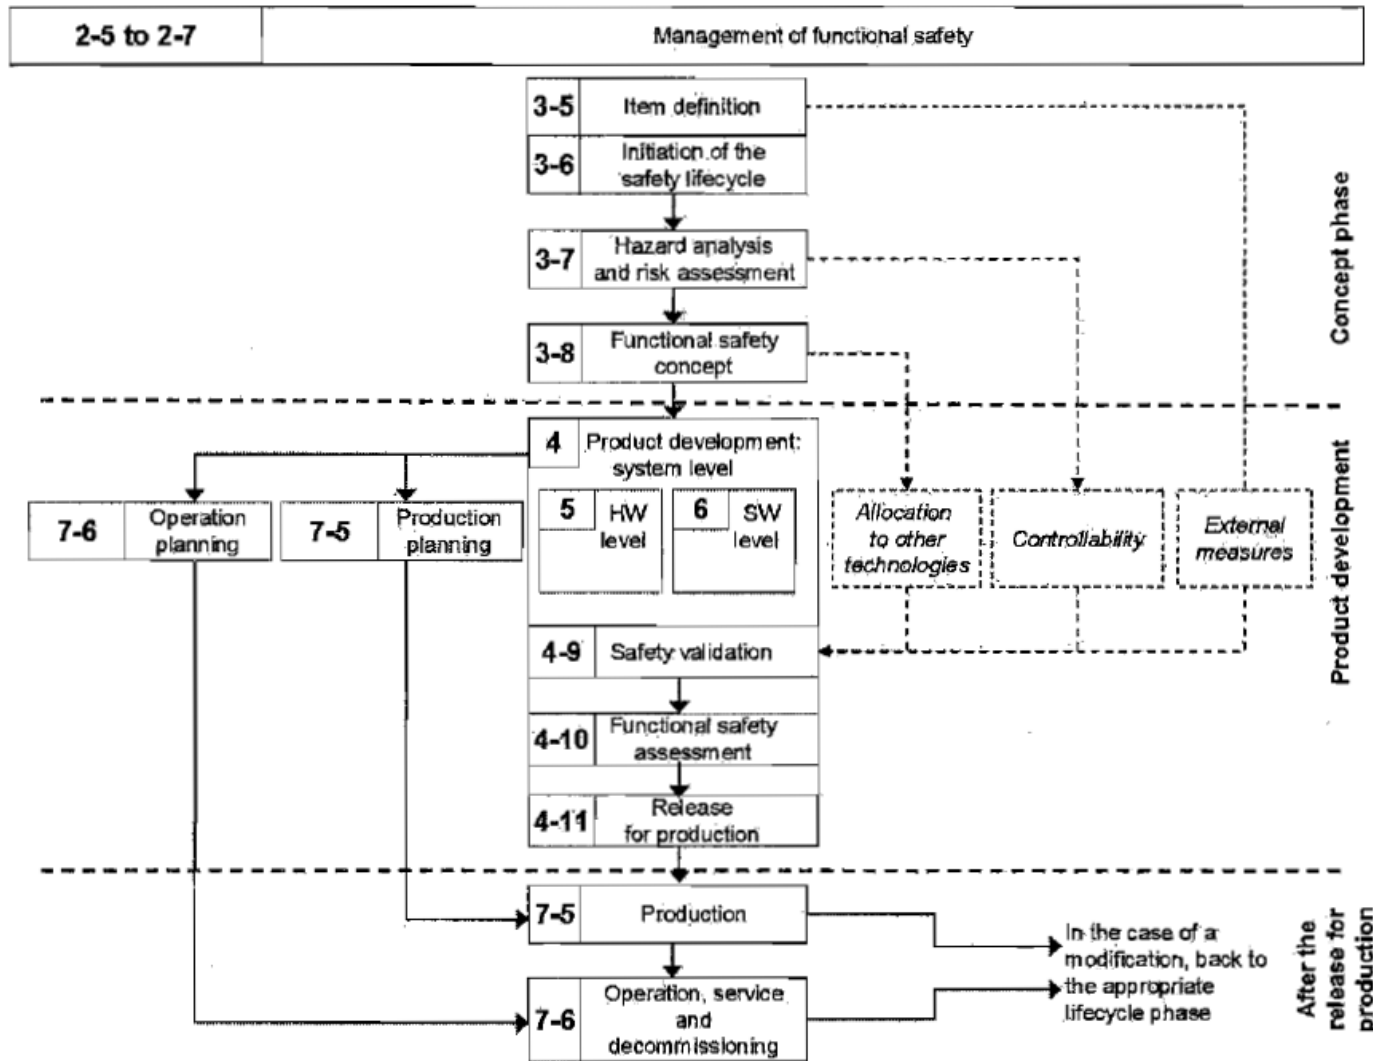 2-5 to 2-7
Management of functional safety
3-5
Item definition
3-6
Initiation of the
safety lifecycle
3-7
Hazard analysis
and risk assessment
3-8
Functional safety
concept
Concept phase
4
Product development:
system level
5
HW
level
6
SW
level
7-6
Operation
planning
7-5
Production
planning
Allocation
to other
technologies
Controllability
External
measures
4-9
Safety validation
4-10
Functional safety
assessment
4-11
Release
for production
Product development
7-5
Production
7-6
Operation, service
and
decommissioning
In the case of a
modification, back to
the appropriate
lifecycle phase
After the
release for
production